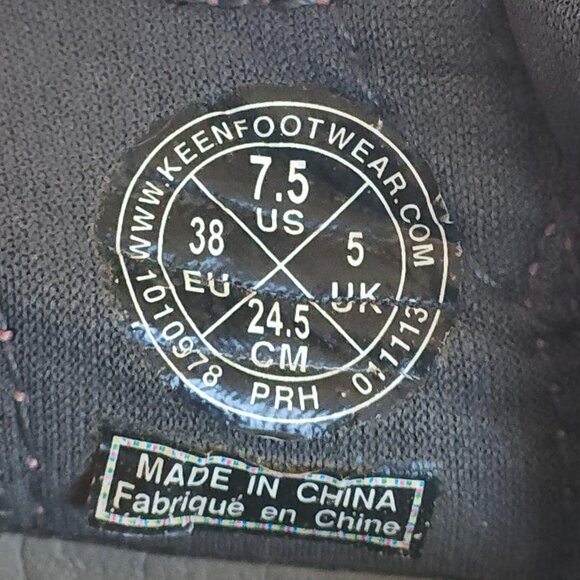 WWW.KEENFOOTWEAR.COM
7.5
US
38
EU
5
UK
24.5
CM
1010978 PRH 011113
MADE IN CHINA
Fabriqué en Chine